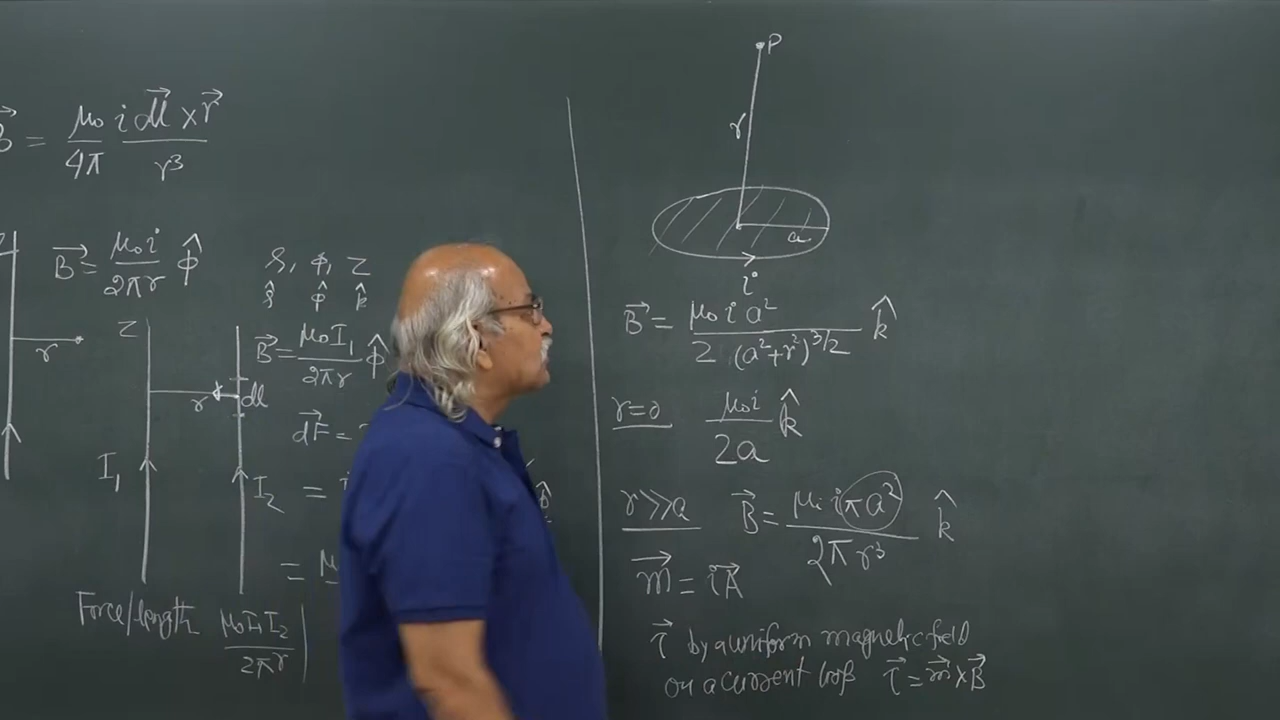 B⃗ = μ₀/4π i dl⃗ × r⃗ / r³
B⃗ = μ₀i/2πr φ̂
r
ρ, φ, z
ρ̂ φ̂ k̂
z
B⃗ = μ₀I₁/2πr φ̂
r
dl
dF⃗ =
I₁
I₂
=
=
Force/length μ₀I₁I₂/2πr
P
r
a
i
B⃗ = μ₀ i a² / 2 (a²+r²)^3/2 k̂
r=0 μ₀i/2a k̂
r>>a B⃗ = μ₀ i πa² / 2π r³ k̂
m⃗ = iA⃗
τ⃗ by a uniform magnetic field
on a current loop τ⃗ = m⃗ × B⃗